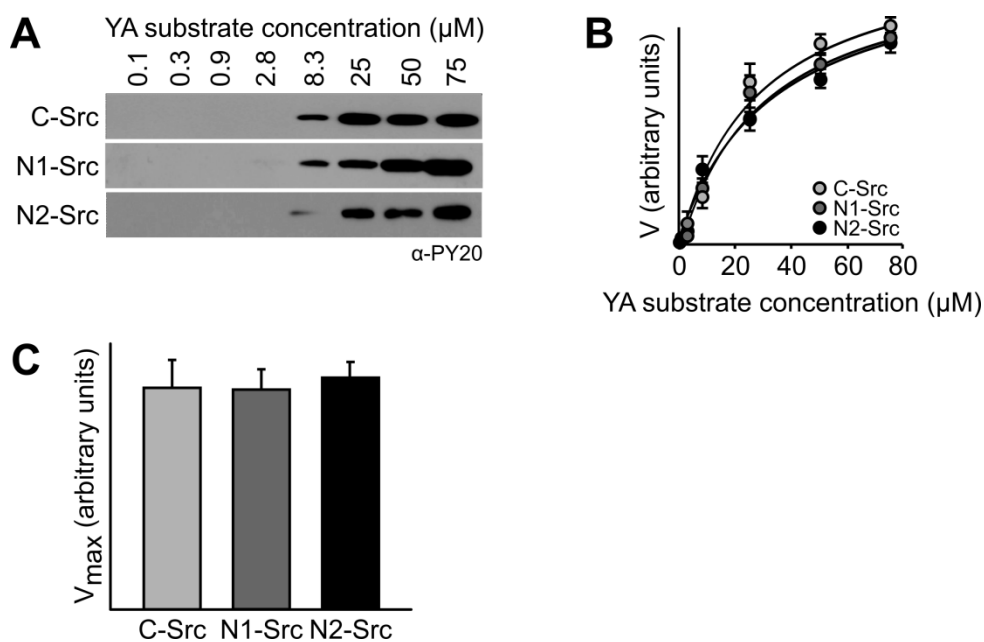 A
YA substrate concentration (µM)
0.1 0.3 0.9 2.8 8.3 25 50 75
C-Src
N1-Src
N2-Src
α-PY20
B
V (arbitrary units)
C-Src
N1-Src
N2-Src
0 20 40 60 80
YA substrate concentration (µM)
C
Vmax (arbitrary units)
C-Src N1-Src N2-Src